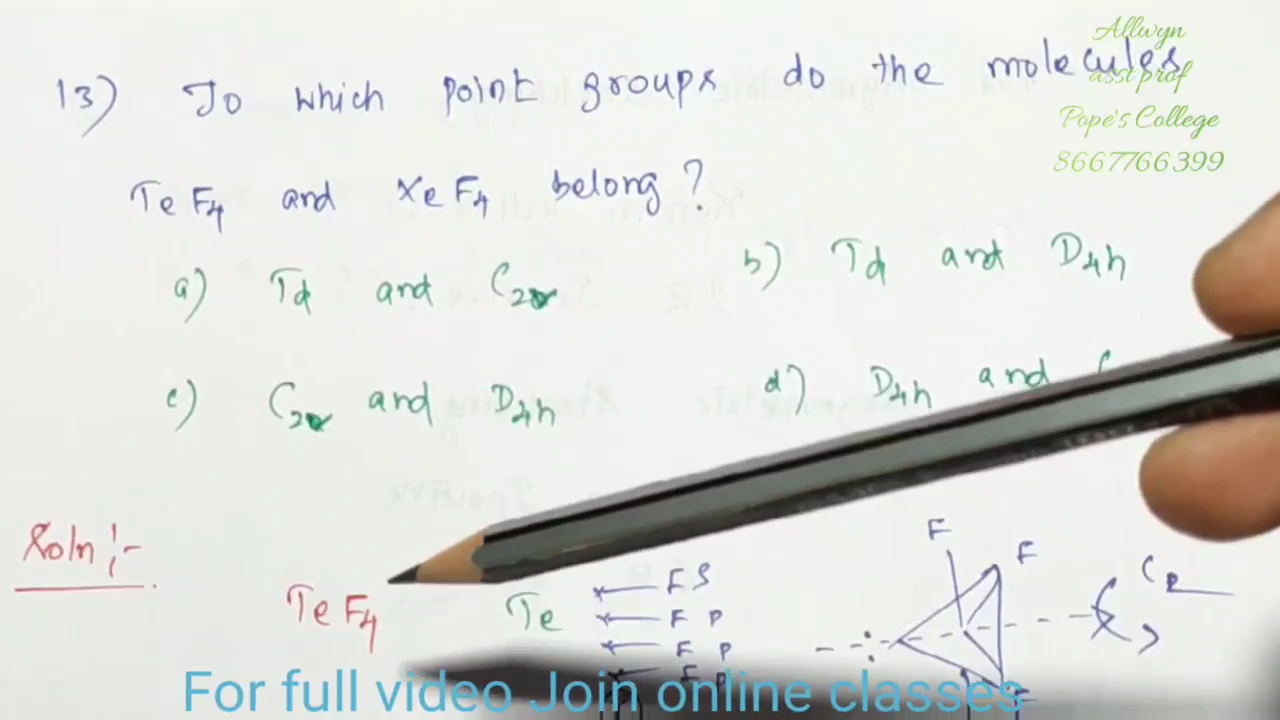 Allwyn
asst prof
Pope's College
8667766399
13) To which point groups do the molecules
TeF4 and XeF4 belong?
a) Td and C2v
b) Td and D4h
c) C2v and D4h
d) D4h and C
Soln :-
TeF4
Te
F S
F P
F P
F P
F
F
C2
F
For full video Join online classes